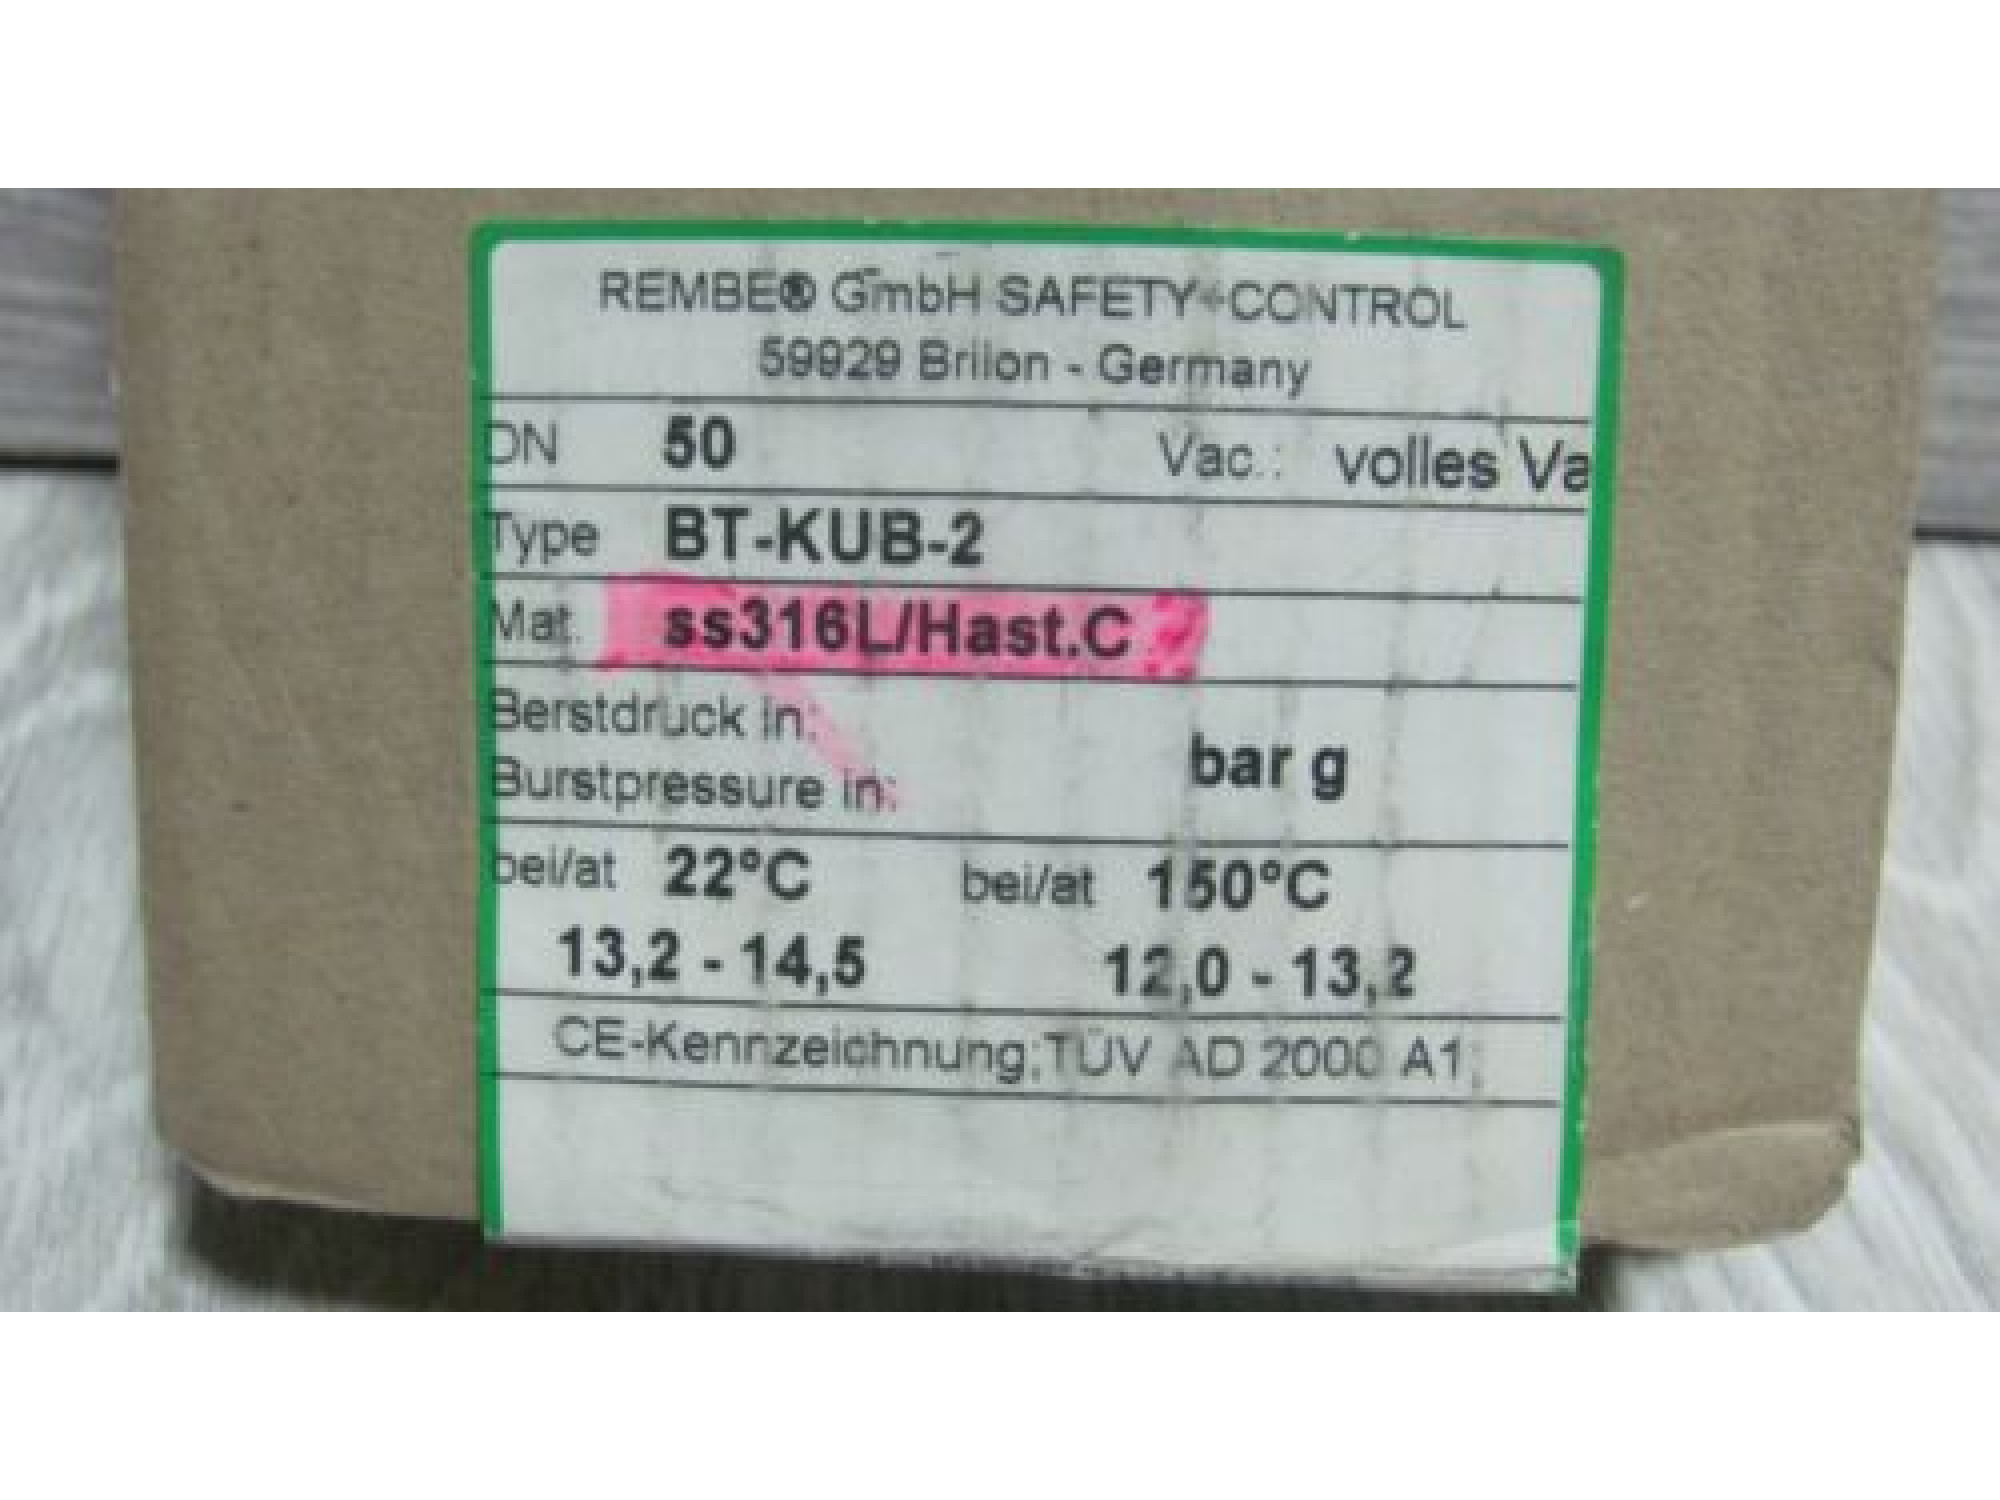 REMBE® GmbH SAFETY+CONTROL
59929 Brilon - Germany
DN 50 Vac.: volles Va
Type BT-KUB-2
Mat. ss316L/Hast.C
Berstdruck in:
Burstpressure in: bar g
bei/at 22°C bei/at 150°C
13,2 - 14,5 12,0 - 13,2
CE-Kennzeichnung;TÜV AD 2000 A1;